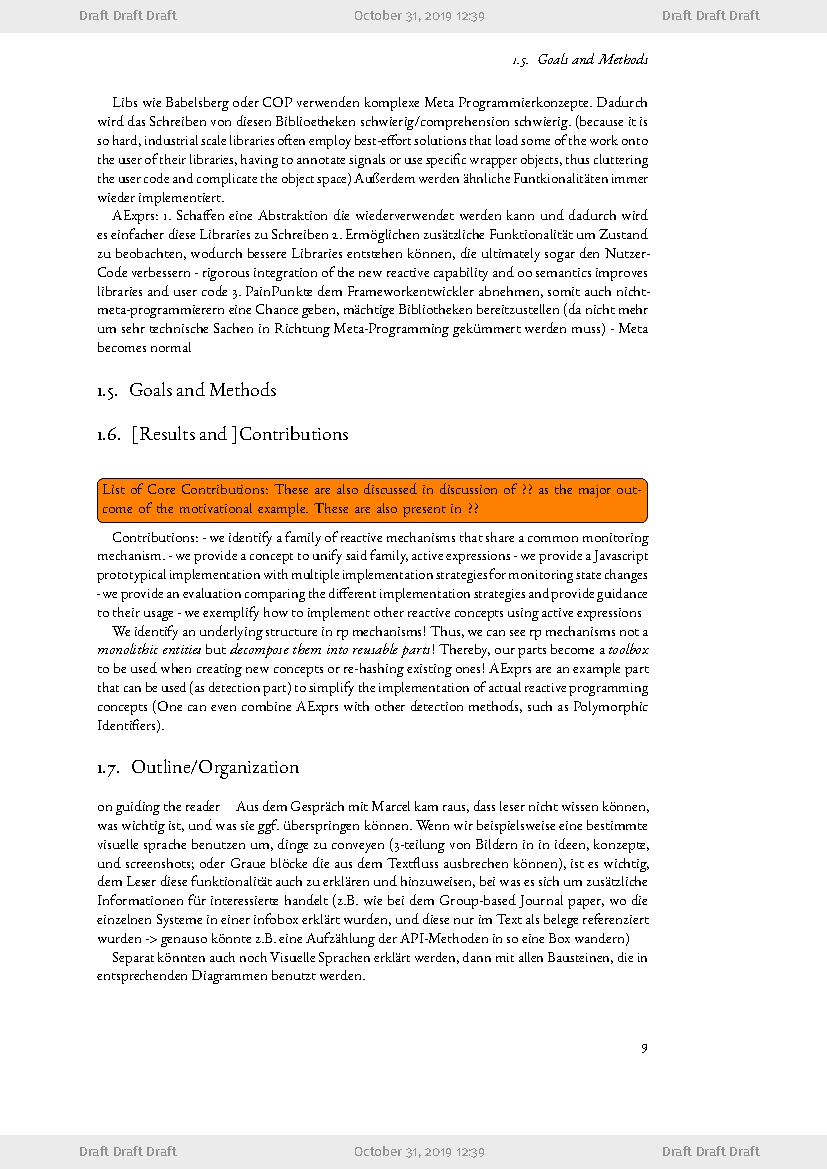 Draft Draft Draft October 31, 2019 12:39 Draft Draft Draft
1.5. Goals and Methods
Libs wie Babelsberg oder COP verwenden komplexe Meta Programmierkonzepte. Dadurch
wird das Schreiben von diesen Biblioetheken schwierig/comprehension schwierig. (because it is
so hard, industrial scale libraries often employ best-effort solutions that load some of the work onto
the user of their libraries, having to annotate signals or use specific wrapper objects, thus cluttering
the user code and complicate the object space) Außerdem werden ähnliche Funtkionalitäten immer
wieder implementiert.
AExprs: 1. Schaffen eine Abstraktion die wiederverwendet werden kann und dadurch wird
es einfacher diese Libraries zu Schreiben 2. Ermöglichen zusätzliche Funktionalität um Zustand
zu beobachten, wodurch bessere Libraries entstehen können, die ultimately sogar den Nutzer-
Code verbessern - rigorous integration of the new reactive capability and oo semantics improves
libraries and user code 3. PainPunkte dem Frameworkentwickler abnehmen, somit auch nicht-
meta-programmierern eine Chance geben, mächtige Bibliotheken bereitzustellen (da nicht mehr
um sehr technische Sachen in Richtung Meta-Programming gekümmert werden muss) - Meta
becomes normal
1.5. Goals and Methods
1.6. [Results and ]Contributions
List of Core Contributions: These are also discussed in discussion of ?? as the major out-
come of the motivational example. These are also present in ??
Contributions: - we identify a family of reactive mechanisms that share a common monitoring
mechanism. - we provide a concept to unify said family, active expressions - we provide a Javascript
prototypical implementation with multiple implementation strategies for monitoring state changes
- we provide an evaluation comparing the different implementation strategies and provide guidance
to their usage - we exemplify how to implement other reactive concepts using active expressions
We identify an underlying structure in rp mechanisms! Thus, we can see rp mechanisms not a
monolithic entities but decompose them into reusable parts! Thereby, our parts become a toolbox
to be used when creating new concepts or re-hashing existing ones! AExprs are an example part
that can be used (as detection part) to simplify the implementation of actual reactive programming
concepts (One can even combine AExprs with other detection methods, such as Polymorphic
Identifiers).
1.7. Outline/Organization
on guiding the reader Aus dem Gespräch mit Marcel kam raus, dass leser nicht wissen können,
was wichtig ist, und was sie ggf. überspringen können. Wenn wir beispielsweise eine bestimmte
visuelle sprache benutzen um, dinge zu conveyen (3-teilung von Bildern in in ideen, konzepte,
und screenshots; oder Graue blöcke die aus dem Textfluss ausbrechen können), ist es wichtig,
dem Leser diese funktionalität auch zu erklären und hinzuweisen, bei was es sich um zusätzliche
Informationen für interessierte handelt (z.B. wie bei dem Group-based Journal paper, wo die
einzelnen Systeme in einer infobox erklärt wurden, und diese nur im Text als belege referenziert
wurden -> genauso könnte z.B. eine Aufzählung der API-Methoden in so eine Box wandern)
Separat könnten auch noch Visuelle Sprachen erklärt werden, dann mit allen Bausteinen, die in
entsprechenden Diagrammen benutzt werden.
9
Draft Draft Draft October 31, 2019 12:39 Draft Draft Draft